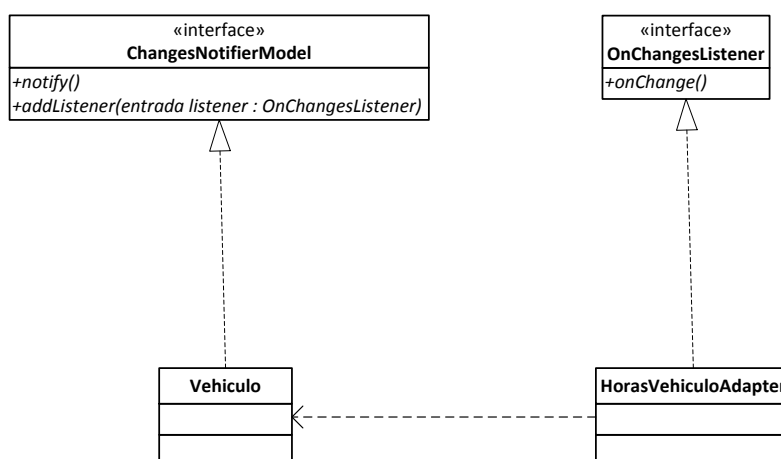 «interface»
ChangesNotifierModel
+notify()
+addListener(entrada listener : OnChangesListener)
«interface»
OnChangesListener
+onChange()
Vehiculo
HorasVehiculoAdapter